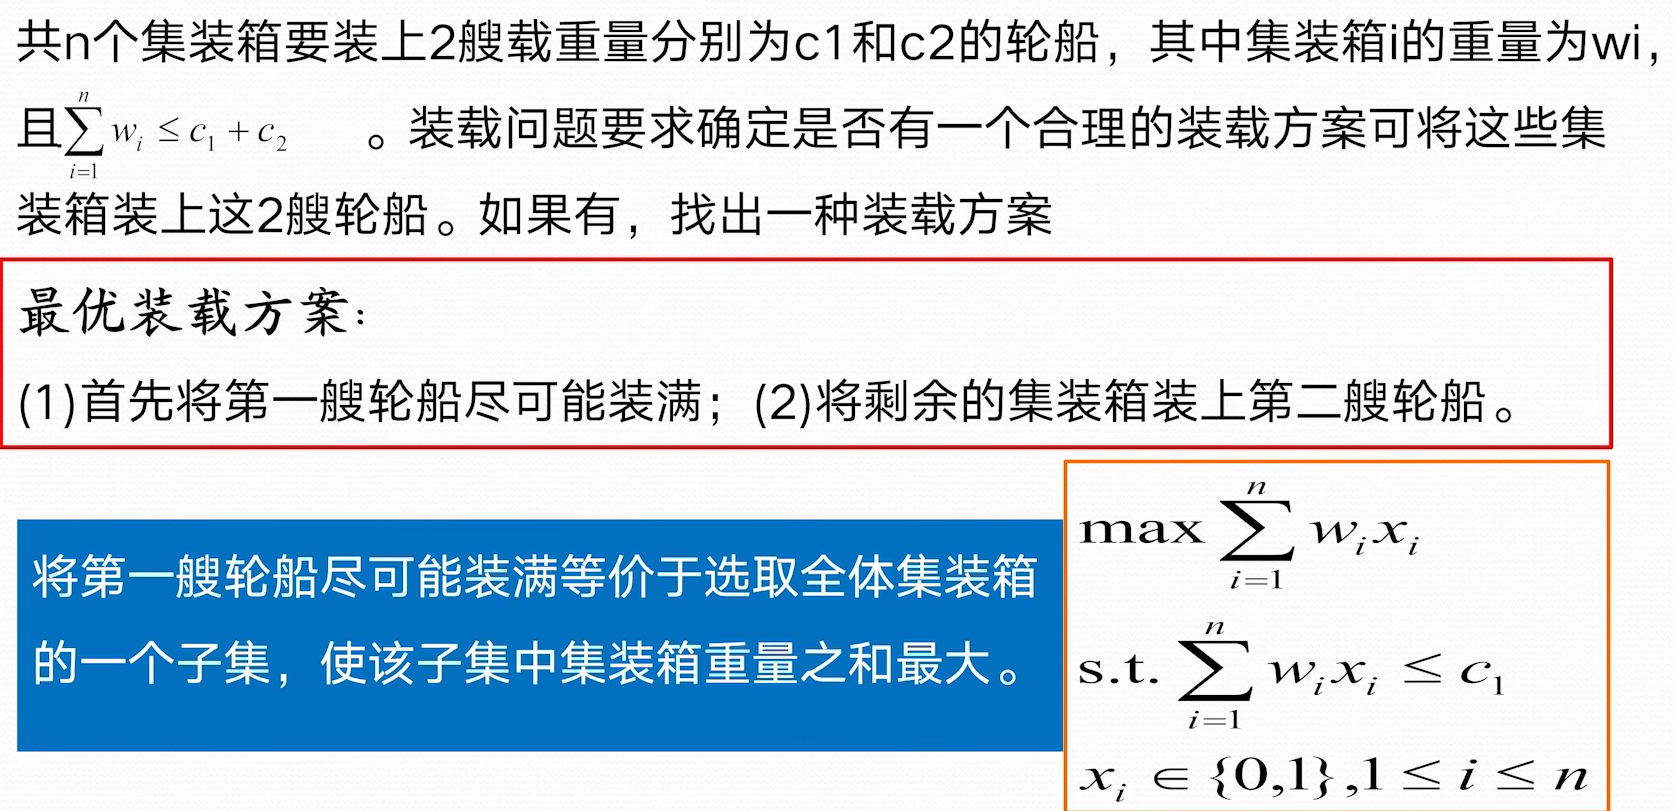 共n个集装箱要装上2艘载重量分别为c1和c2的轮船，其中集装箱i的重量为wi，
且$\sum_{i=1}^{n} w_i \leq c_1 + c_2$。装载问题要求确定是否有一个合理的装载方案可将这些集
装箱装上这2艘轮船。如果有，找出一种装载方案
最优装载方案：
(1)首先将第一艘轮船尽可能装满；(2)将剩余的集装箱装上第二艘轮船。
将第一艘轮船尽可能装满等价于选取全体集装箱
的一个子集，使该子集中集装箱重量之和最大。
$\max \sum_{i=1}^{n} w_i x_i$
$\text{s.t.} \sum_{i=1}^{n} w_i x_i \leq c_1$
$x_i \in \{0,1\}, 1 \leq i \leq n$